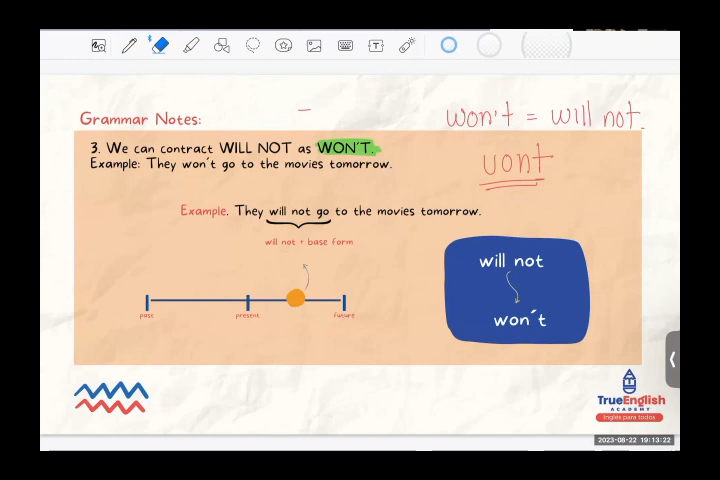 Grammar Notes:
won't = will not.
3. We can contract WILL NOT as WON´T.
Example: They won´t go to the movies tomorrow.
uont
Example. They will not go to the movies tomorrow.
will not + base form
will not
won´t
past present future
TrueEnglish
ACADEMY
Inglés para todos
2023-08-22 19:13:22